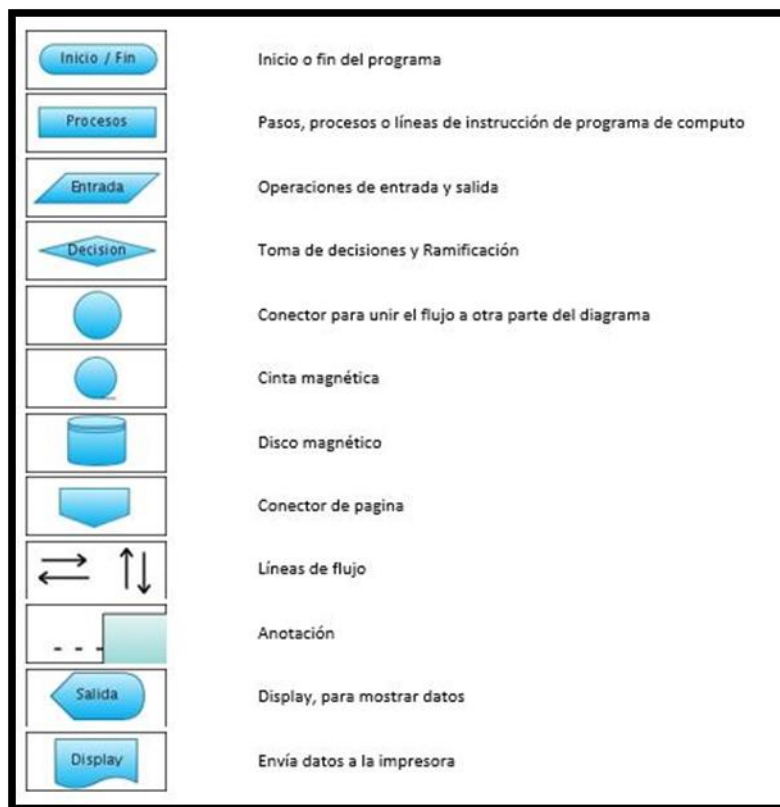 Inicio / Fin
Inicio o fin del programa
Procesos
Pasos, procesos o líneas de instrucción de programa de computo
Entrada
Operaciones de entrada y salida
Decision
Toma de decisiones y Ramificación
Conector para unir el flujo a otra parte del diagrama
Cinta magnética
Disco magnético
Conector de pagina
Líneas de flujo
Anotación
Salida
Display, para mostrar datos
Display
Envía datos a la impresora